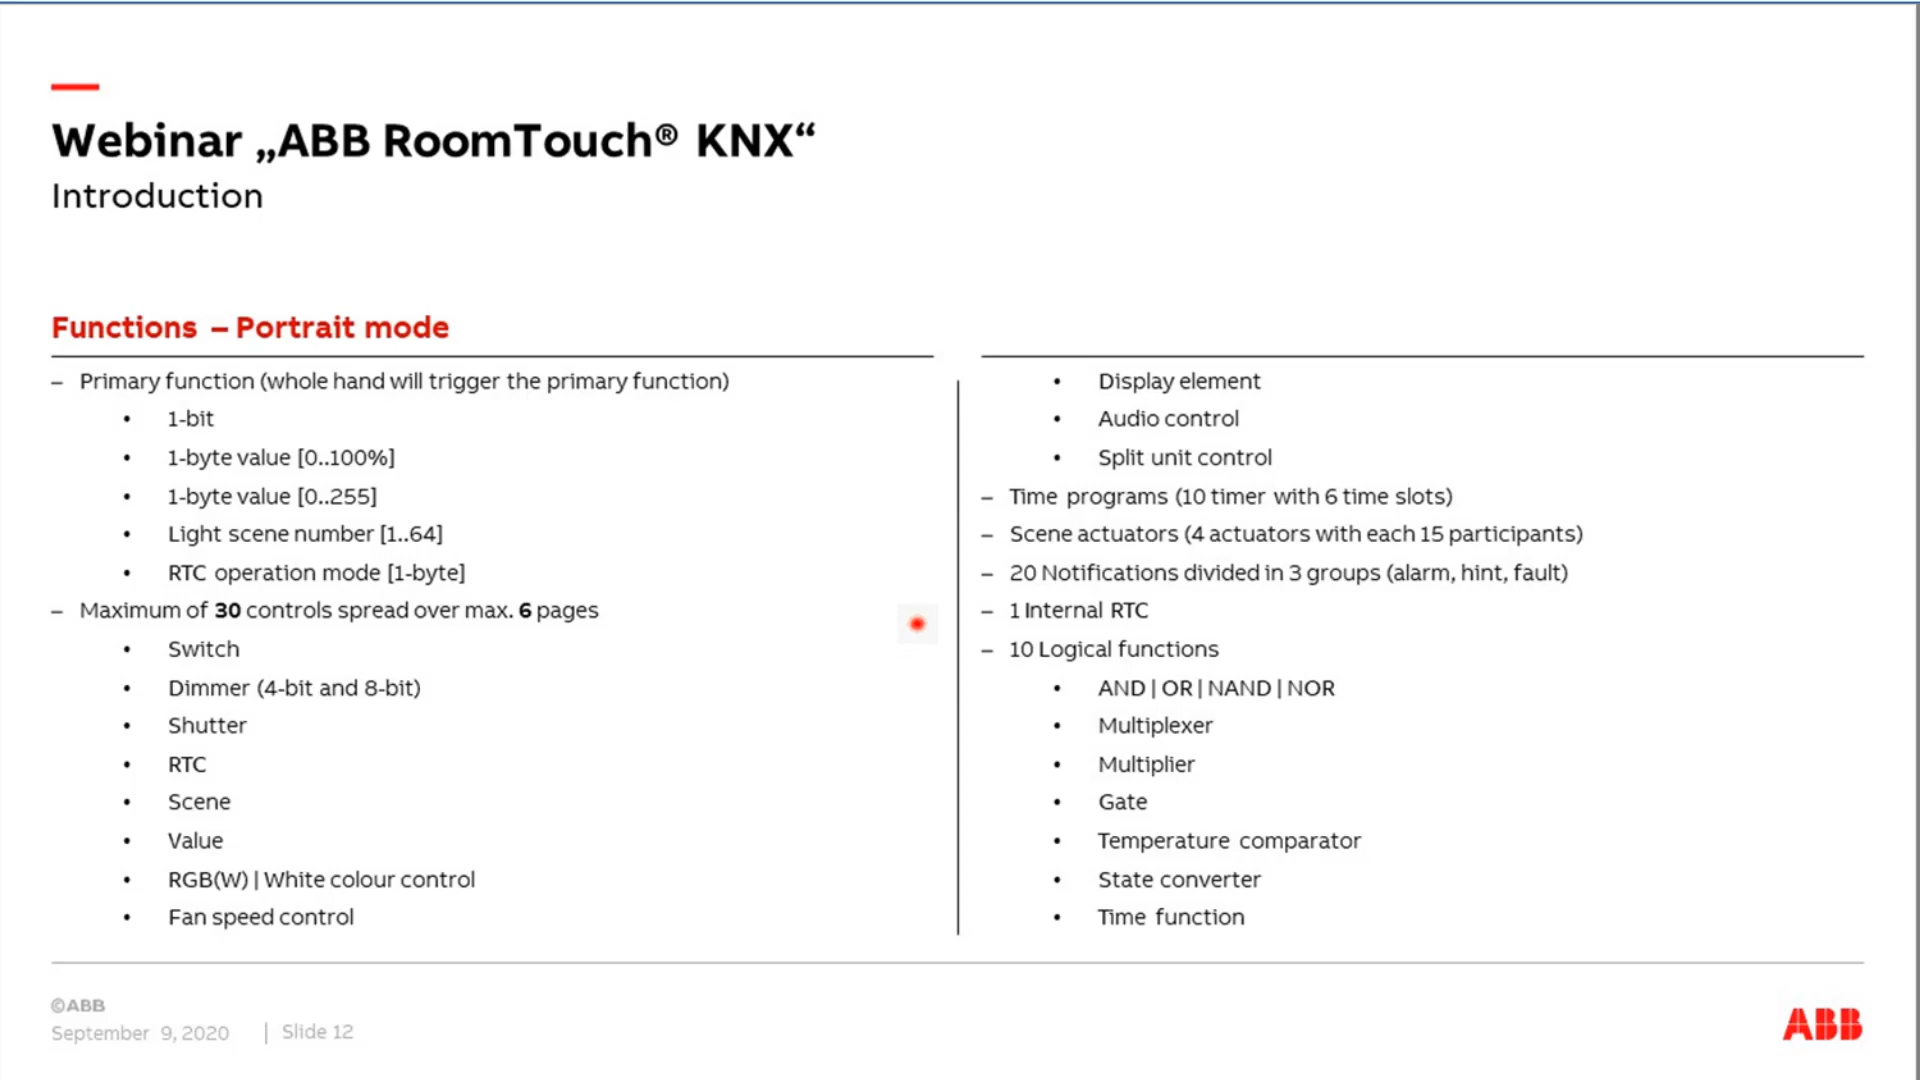 Webinar „ABB RoomTouch® KNX“
Introduction
Functions – Portrait mode
– Primary function (whole hand will trigger the primary function)
• 1-bit
• 1-byte value [0..100%]
• 1-byte value [0..255]
• Light scene number [1..64]
• RTC operation mode [1-byte]
– Maximum of 30 controls spread over max. 6 pages
• Switch
• Dimmer (4-bit and 8-bit)
• Shutter
• RTC
• Scene
• Value
• RGB(W) | White colour control
• Fan speed control
• Display element
• Audio control
• Split unit control
– Time programs (10 timer with 6 time slots)
– Scene actuators (4 actuators with each 15 participants)
– 20 Notifications divided in 3 groups (alarm, hint, fault)
– 1 Internal RTC
– 10 Logical functions
• AND | OR | NAND | NOR
• Multiplexer
• Multiplier
• Gate
• Temperature comparator
• State converter
• Time function
©ABB
September 9, 2020 | Slide 12
ABB